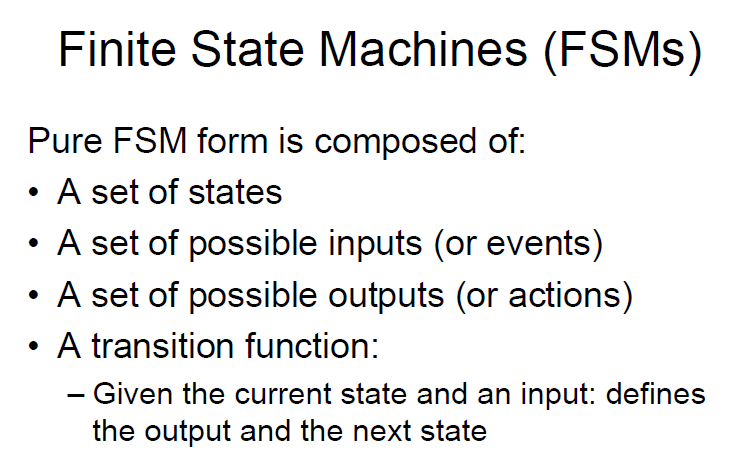 Finite State Machines (FSMs)
Pure FSM form is composed of:
• A set of states
• A set of possible inputs (or events)
• A set of possible outputs (or actions)
• A transition function:
– Given the current state and an input: defines
the output and the next state